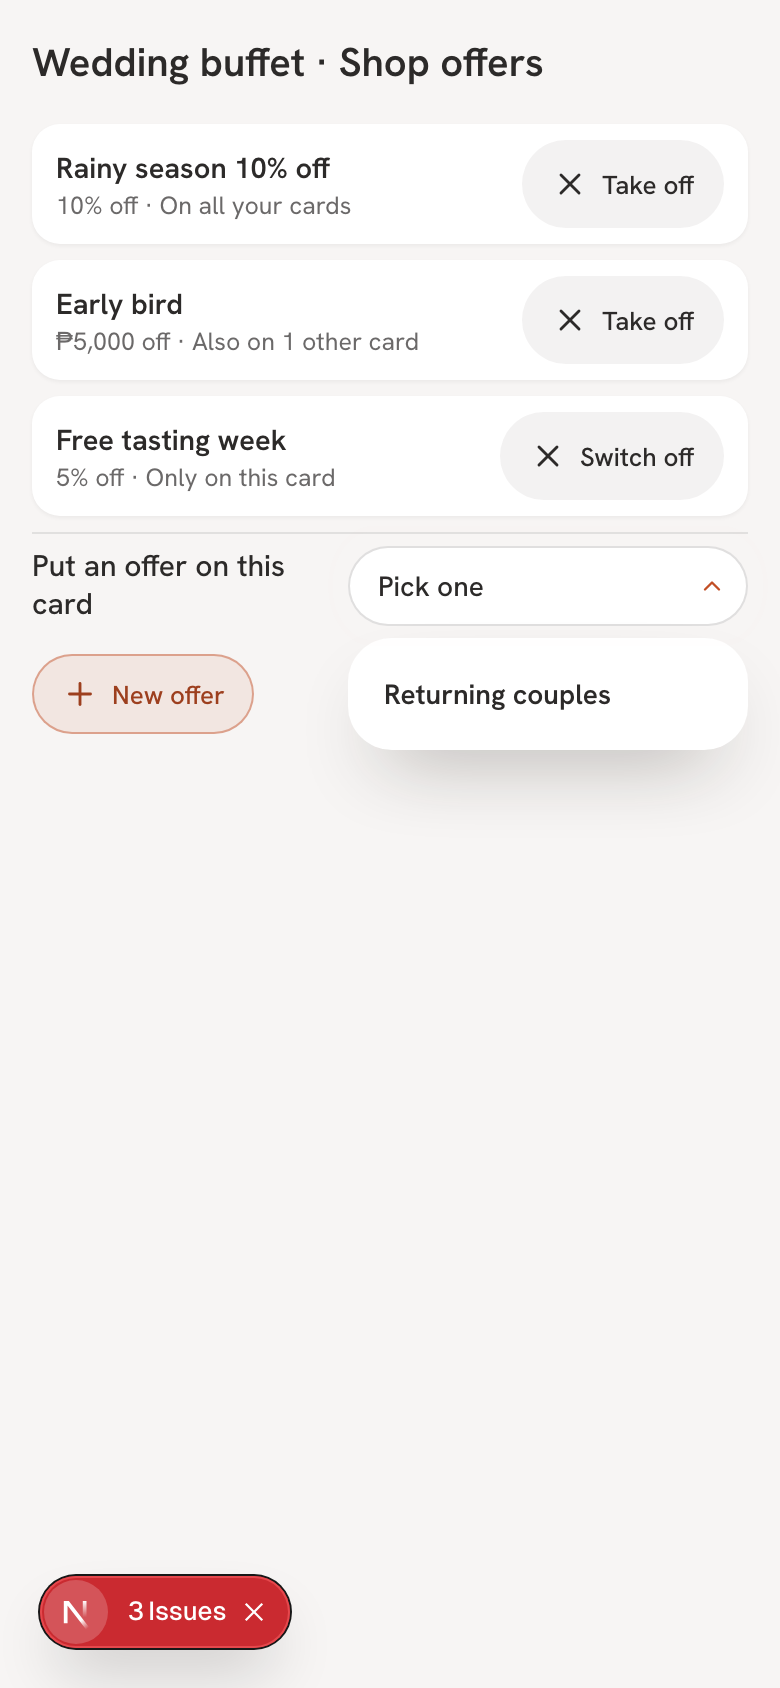 Wedding buffet · Shop offers
Rainy season 10% off
10% off · On all your cards
Take off
Early bird
₱5,000 off · Also on 1 other card
Take off
Free tasting week
5% off · Only on this card
Switch off
Put an offer on this
card
Pick one
New offer
Returning couples
N
3 Issues